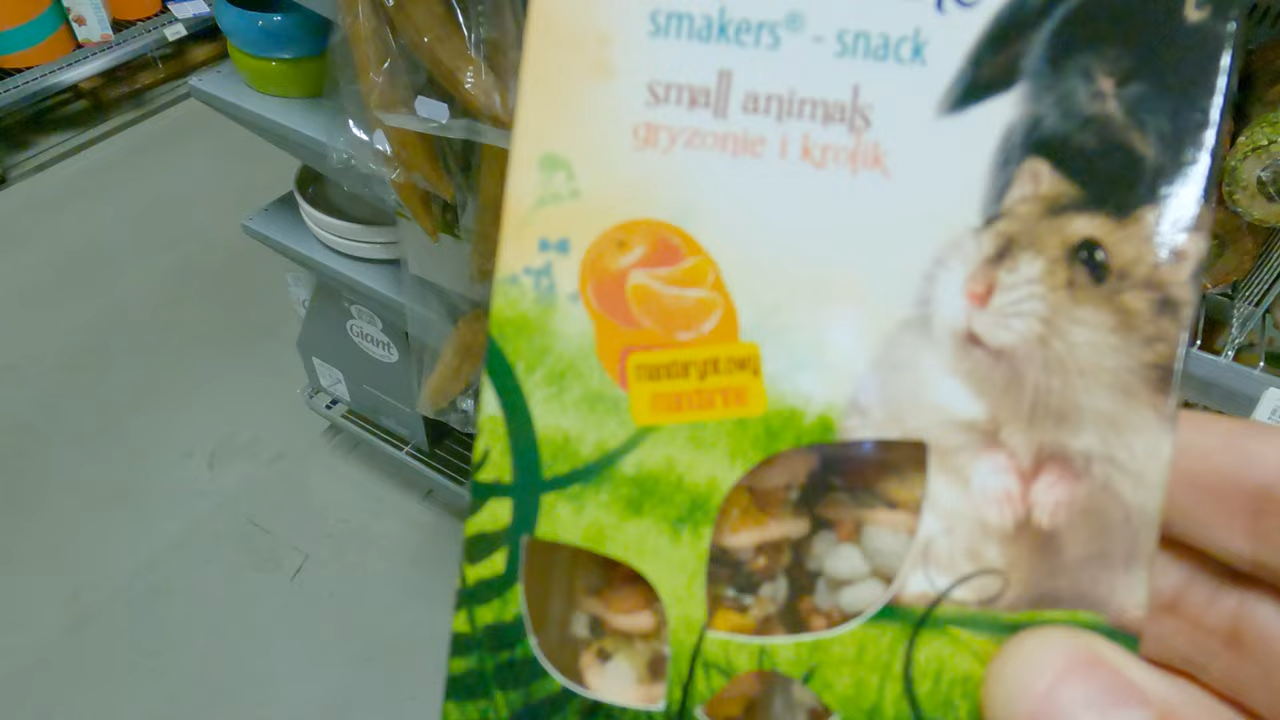 smakers® - snack
small animals
gryzonie i królik
mandarynkowy
mandarine
Giant